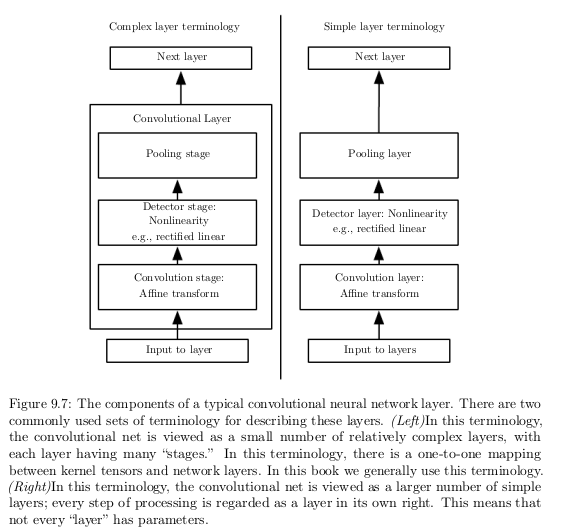 Complex layer terminology
Next layer
Convolutional Layer
Pooling stage
Detector stage:
Nonlinearity
e.g., rectified linear
Convolution stage:
Affine transform
Input to layer
Simple layer terminology
Next layer
Pooling layer
Detector layer: Nonlinearity
e.g., rectified linear
Convolution layer:
Affine transform
Input to layers
Figure 9.7: The components of a typical convolutional neural network layer. There are two
commonly used sets of terminology for describing these layers. (Left)In this terminology,
the convolutional net is viewed as a small number of relatively complex layers, with
each layer having many “stages.” In this terminology, there is a one-to-one mapping
between kernel tensors and network layers. In this book we generally use this terminology.
(Right)In this terminology, the convolutional net is viewed as a larger number of simple
layers; every step of processing is regarded as a layer in its own right. This means that
not every “layer” has parameters.